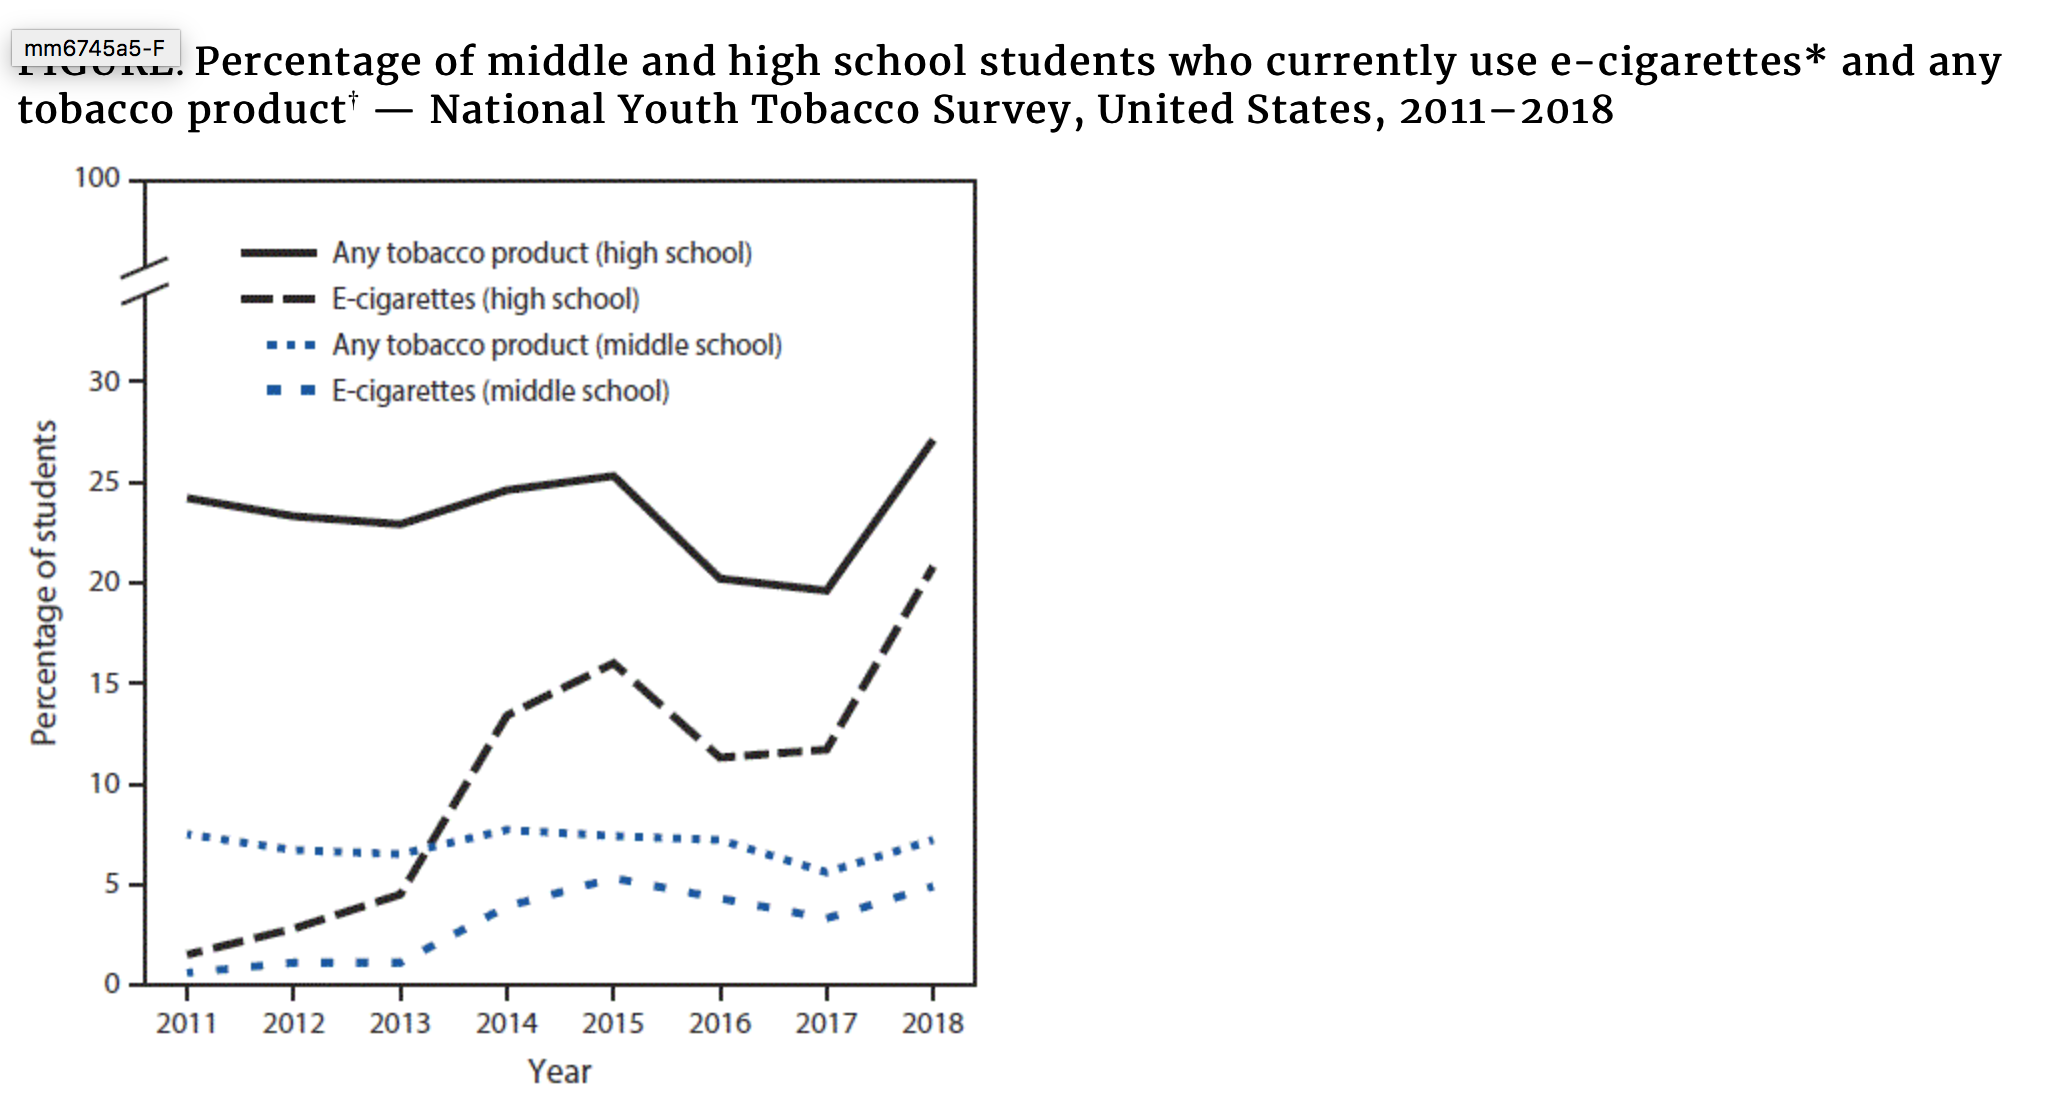 mm6745a5-F
FIGURE. Percentage of middle and high school students who currently use e-cigarettes* and any
tobacco product† — National Youth Tobacco Survey, United States, 2011–2018
100
Any tobacco product (high school)
E-cigarettes (high school)
Any tobacco product (middle school)
E-cigarettes (middle school)
30
25
20
15
10
5
0
Percentage of students
2011 2012 2013 2014 2015 2016 2017 2018
Year